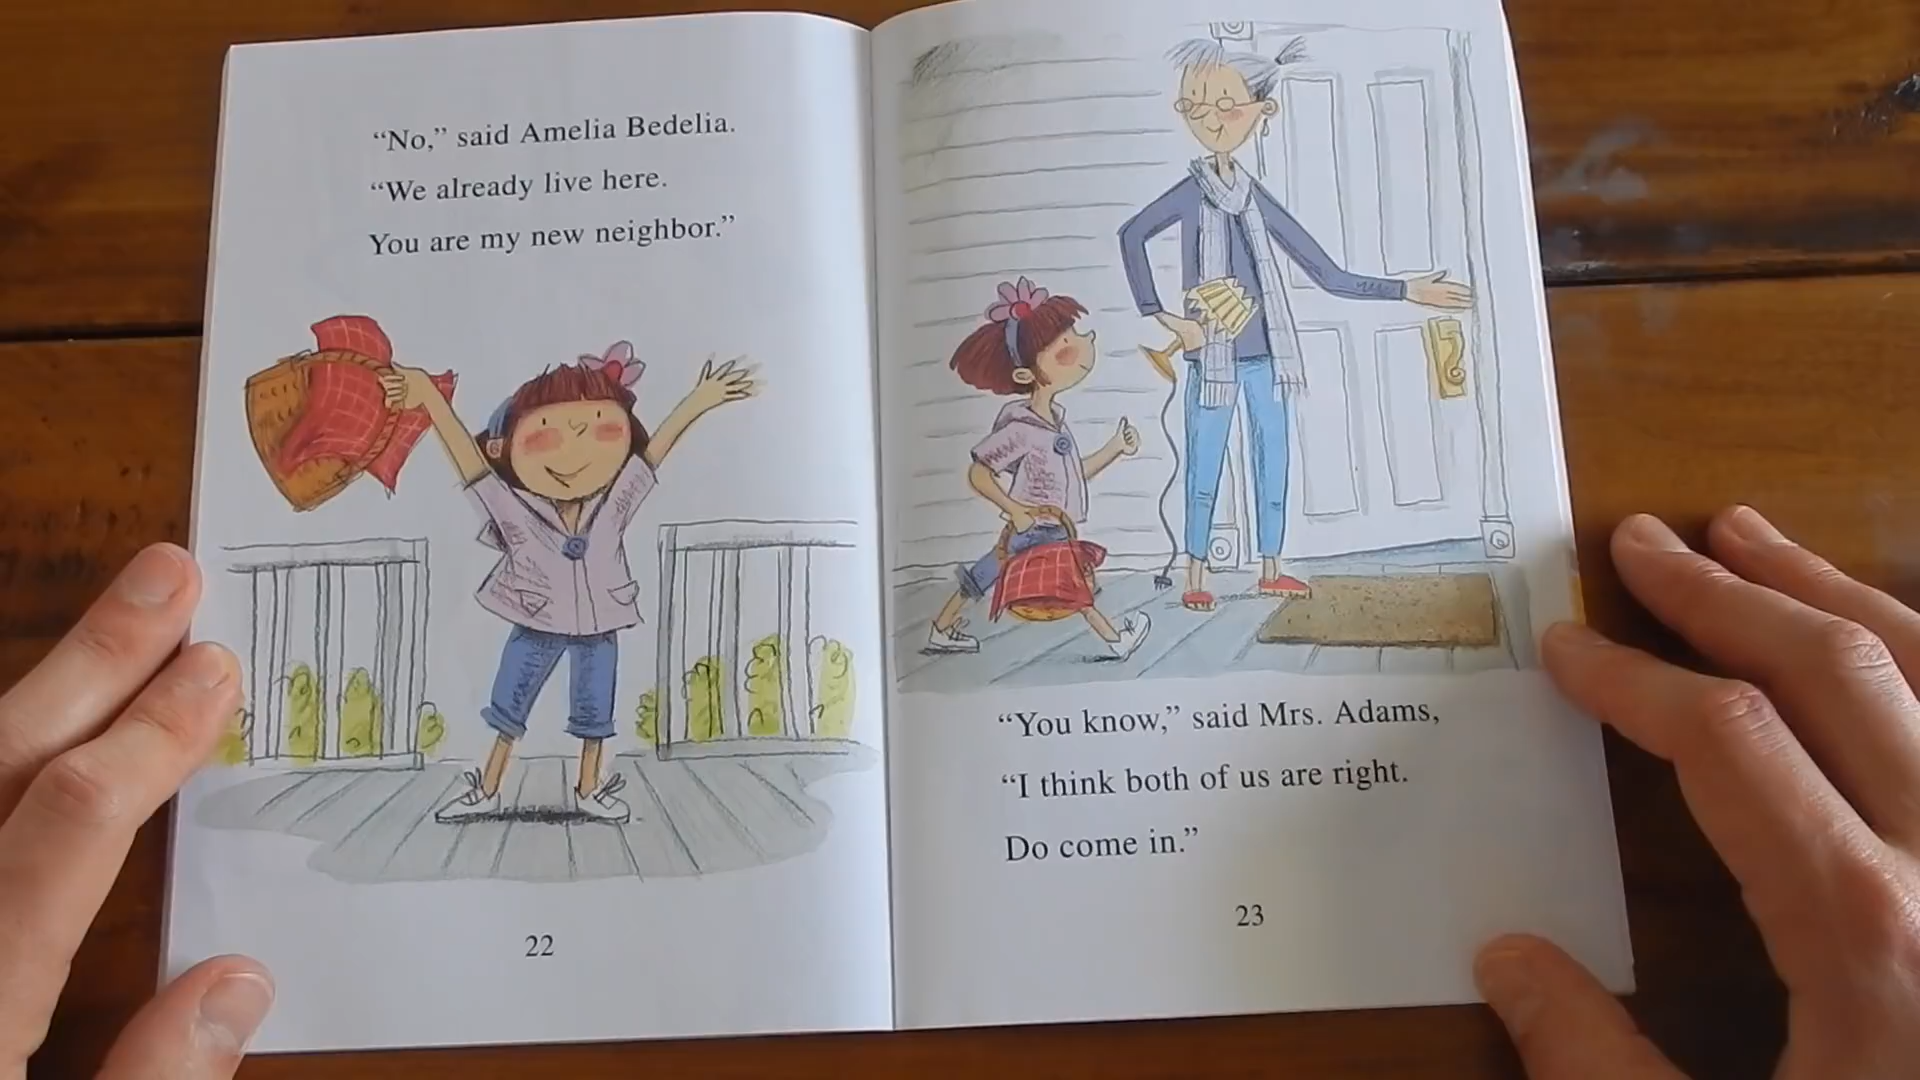 “No,” said Amelia Bedelia.
“We already live here.
You are my new neighbor.”
22
“You know,” said Mrs. Adams,
“I think both of us are right.
Do come in.”
23